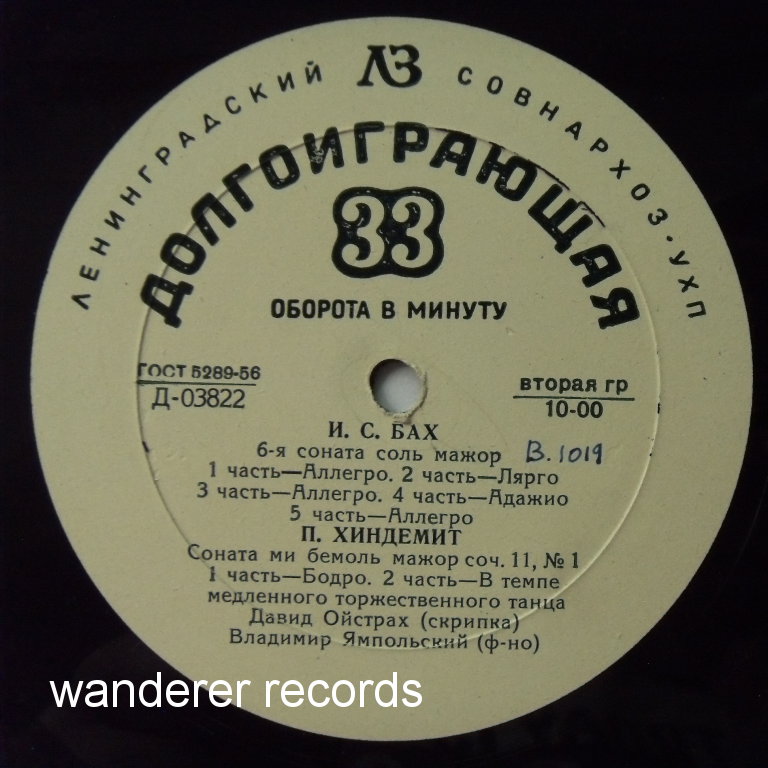 ЛЕНИНГРАДСКИЙ ЛЗ СОВНАРХОЗ·УХП
ДОЛГОИГРАЮЩАЯ
33
ОБОРОТА В МИНУТУ
ГОСТ 5289-56
Д-03822
вторая гр
10-00
И. С. БАХ
6-я соната соль мажор B.1019
1 часть—Аллегро. 2 часть—Лярго
3 часть—Аллегро. 4 часть—Адажио
5 часть—Аллегро
П. ХИНДЕМИТ
Соната ми бемоль мажор соч. 11, № 1
1 часть—Бодро. 2 часть—В темпе
медленного торжественного танца
Давид Ойстрах (скрипка)
Владимир Ямпольский (ф-но)
wanderer records